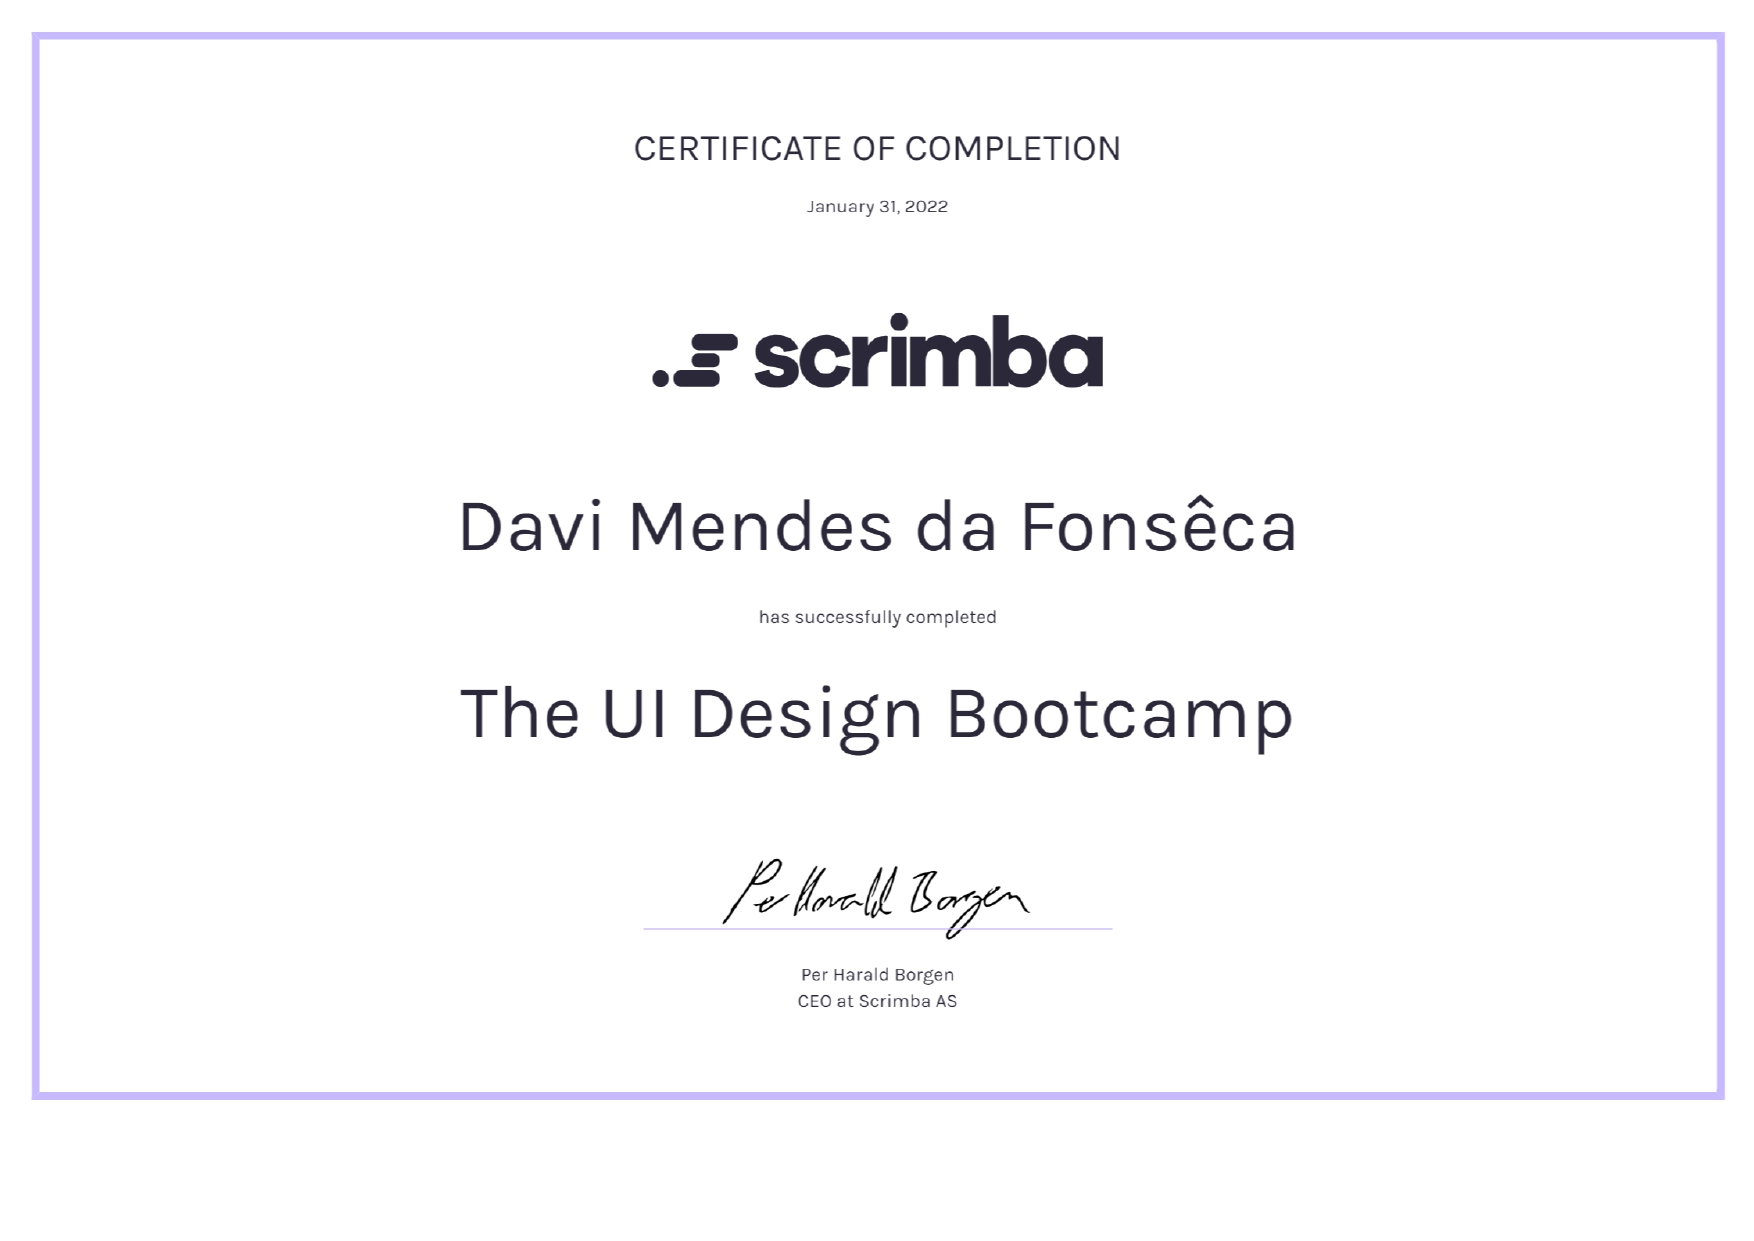 CERTIFICATE OF COMPLETION
January 31, 2022
scrimba
Davi Mendes da Fonsêca
has successfully completed
The UI Design Bootcamp
Per Harald Borgen
Per Harald Borgen
CEO at Scrimba AS